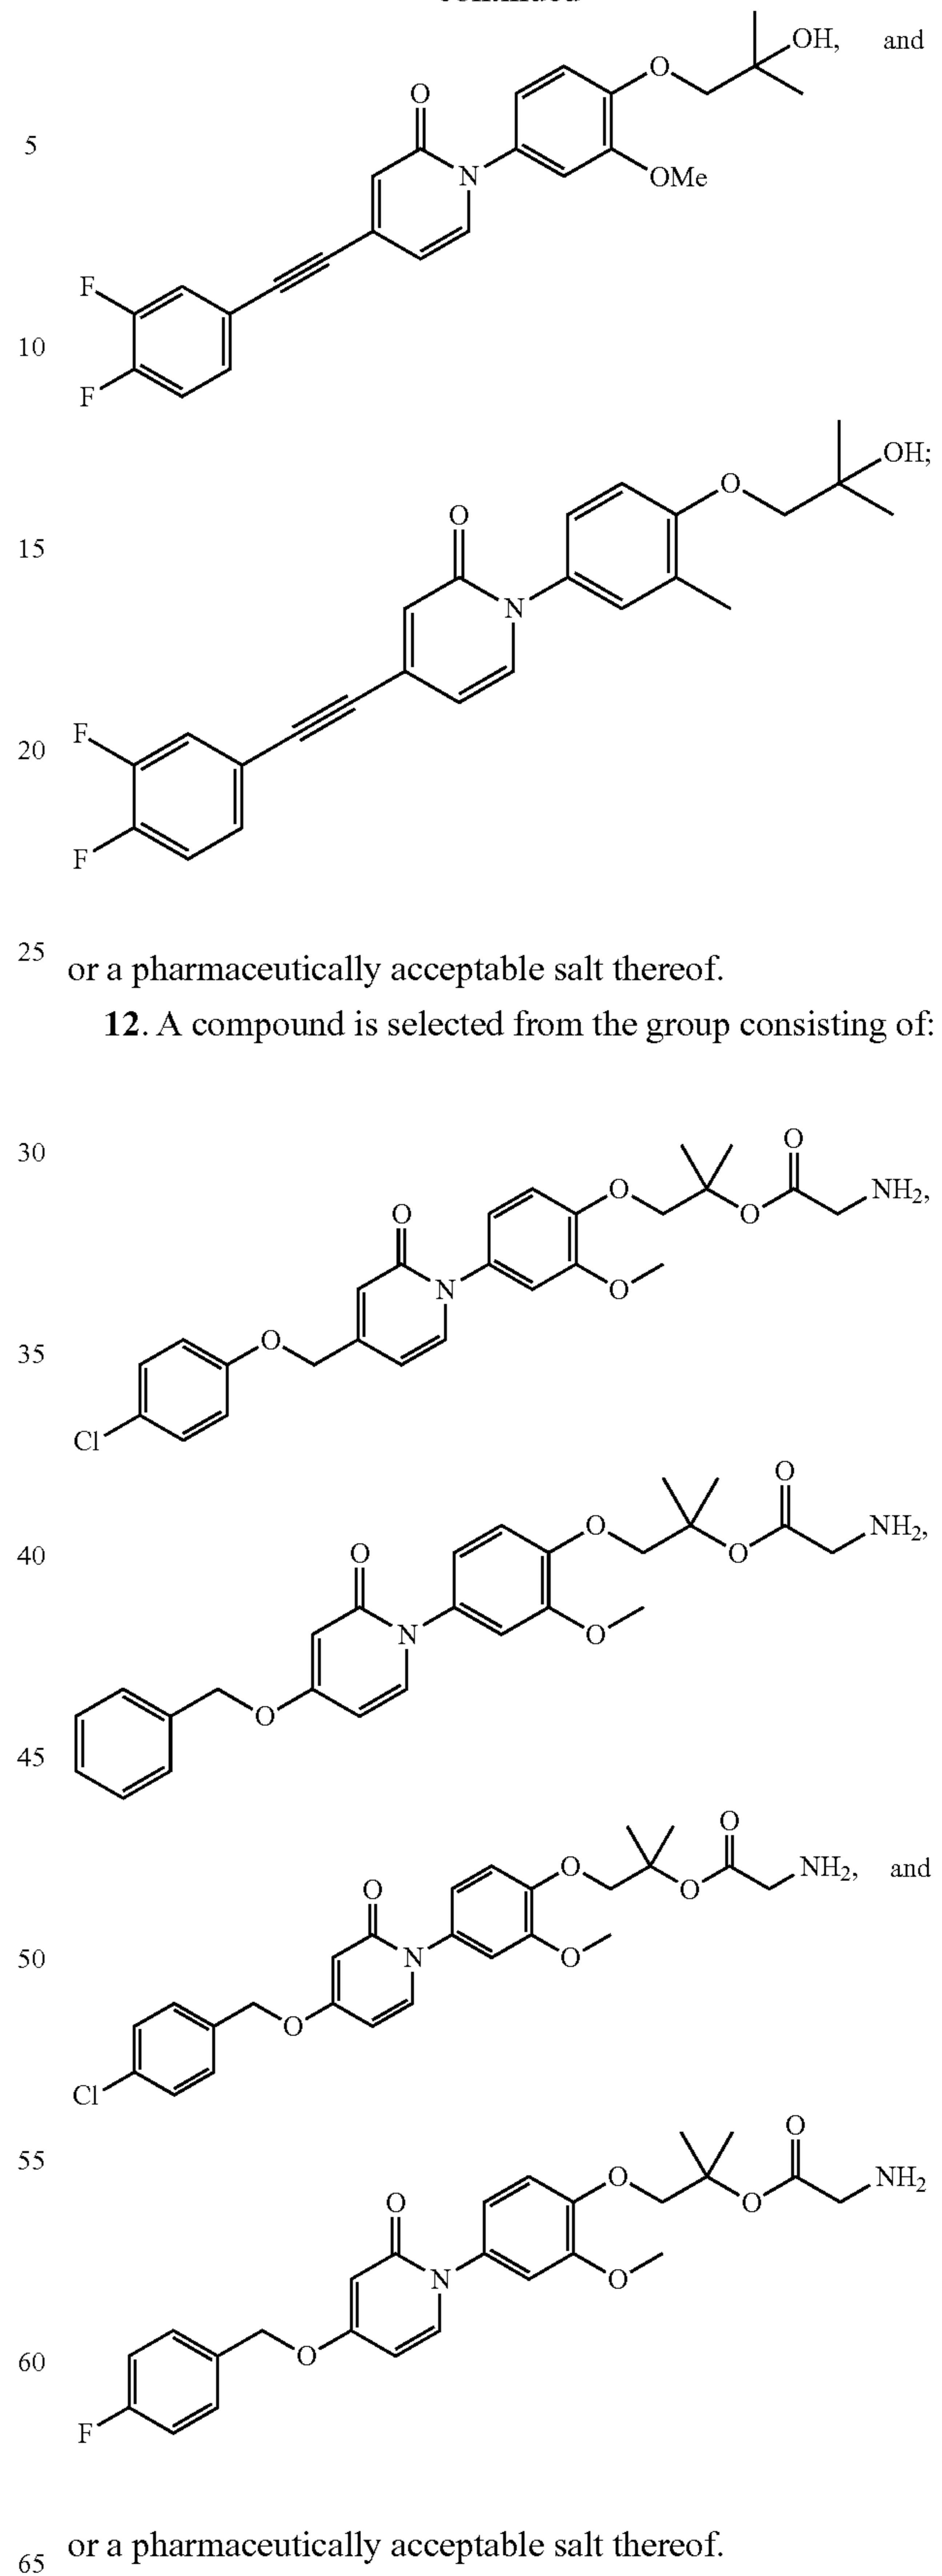 O
OH, and
O
5
N
OMe
F
10
F
OH;
O
O
15
N
F
20
F
25
or a pharmaceutically acceptable salt thereof.
12. A compound is selected from the group consisting of:
30
O
O
NH2,
O
O
N
O
35
O
Cl
O
O
NH2,
40
O
O
N
O
O
45
O
O
NH2, and
O
O
50
N
O
O
Cl
55
O
O
NH2
O
O
N
O
60
O
F
65
or a pharmaceutically acceptable salt thereof.